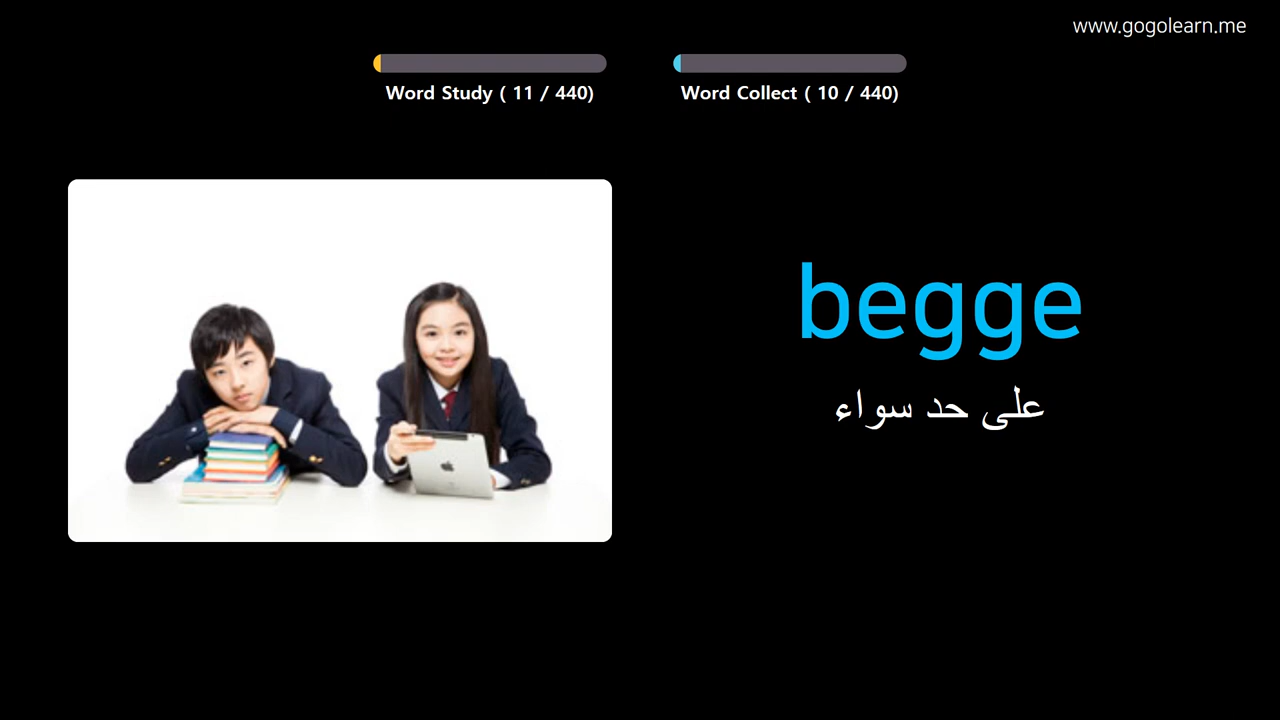 www.gogolearn.me
Word Study ( 11 / 440)
Word Collect ( 10 / 440)
begge
على حد سواء